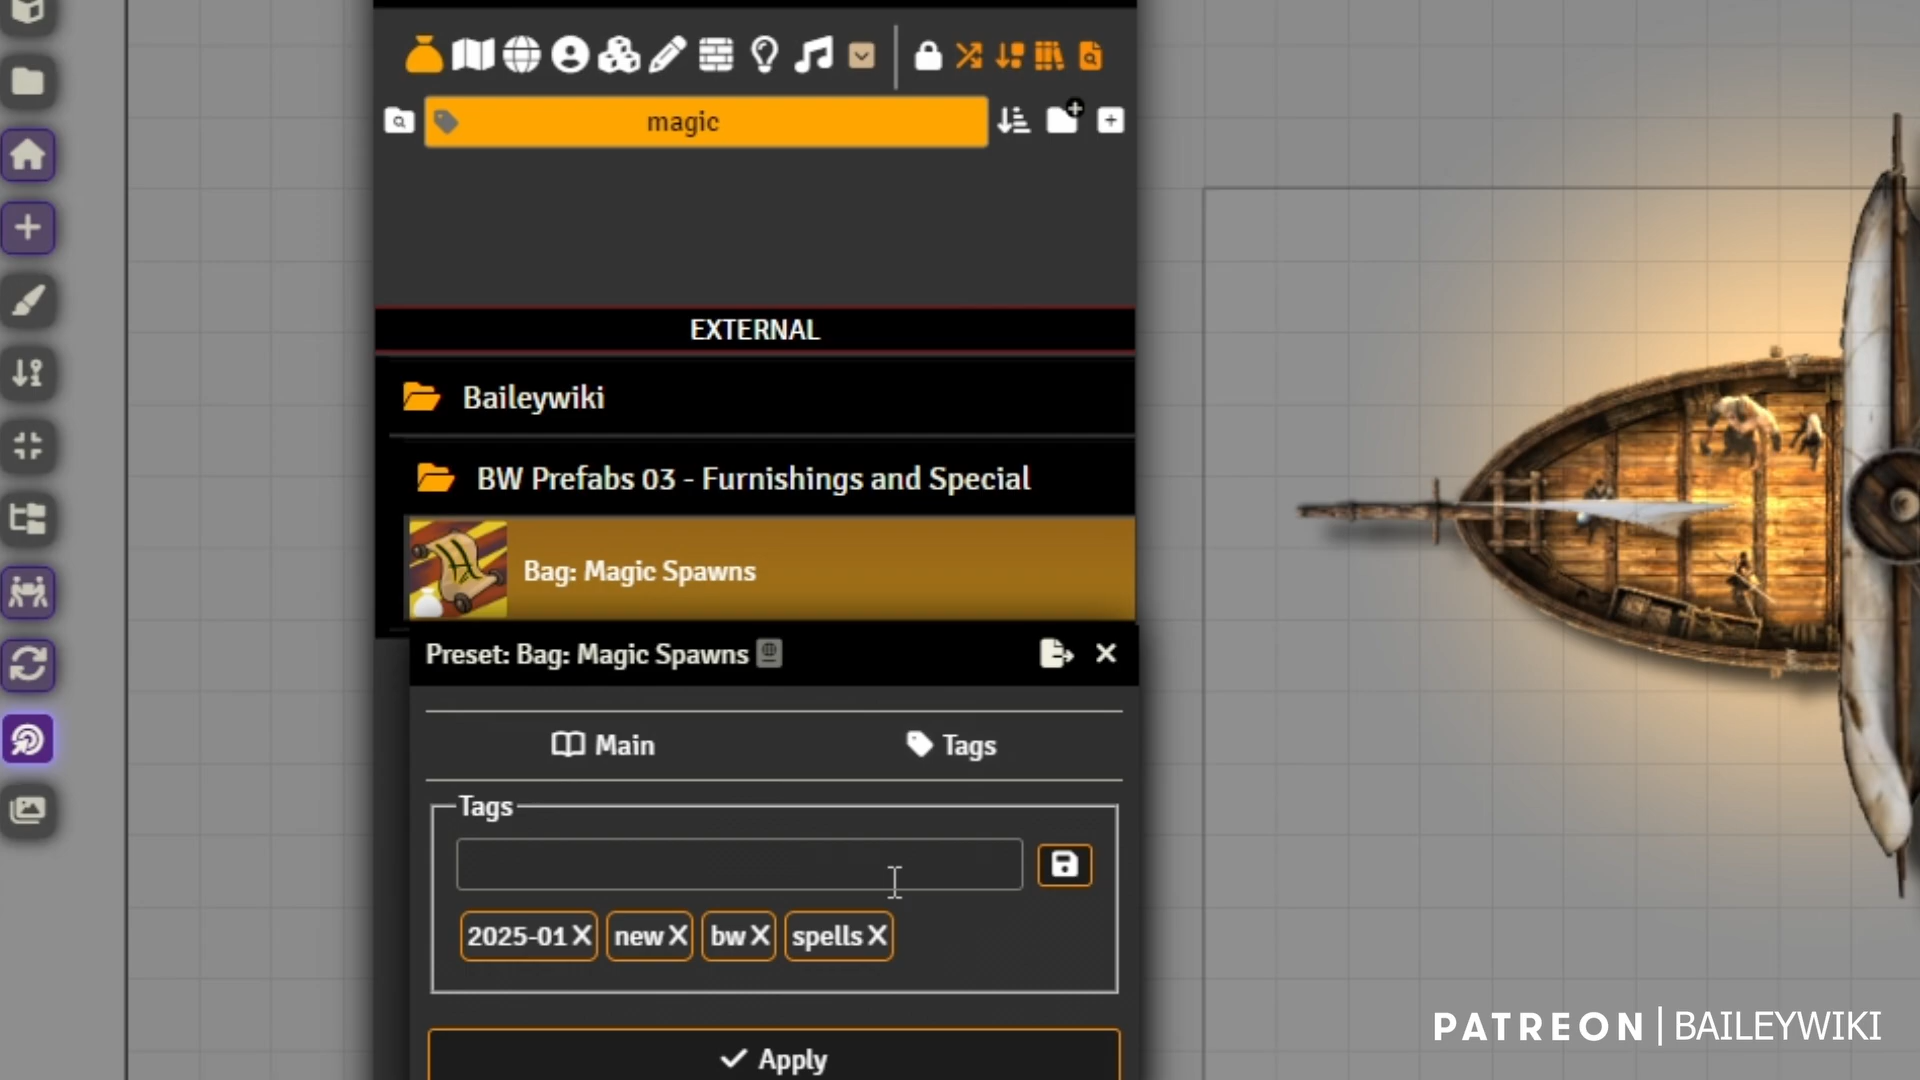 magic
EXTERNAL
Baileywiki
BW Prefabs 03 - Furnishings and Special
Bag: Magic Spawns
Preset: Bag: Magic Spawns
Main
Tags
Tags
2025-01 X new X bw X spells X
Apply
PATREON | BAILEYWIKI